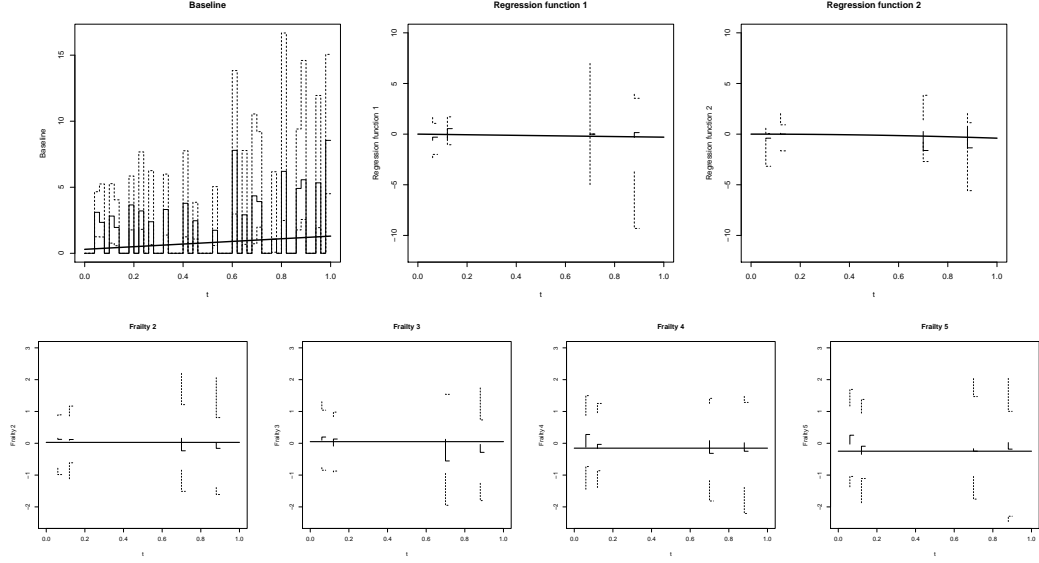 Baseline
Regression function 1
Regression function 2
Baseline
0
5
10
15
0.0 0.2 0.4 0.6 0.8 1.0
t
Regression function 1
−10
−5
0
5
10
0.0 0.2 0.4 0.6 0.8 1.0
t
Regression function 2
−10
−5
0
5
10
0.0 0.2 0.4 0.6 0.8 1.0
t
Frailty 2
Frailty 3
Frailty 4
Frailty 5
Frailty 2
−2
−1
0
1
2
3
0.0 0.2 0.4 0.6 0.8 1.0
t
Frailty 3
−2
−1
0
1
2
3
0.0 0.2 0.4 0.6 0.8 1.0
t
Frailty 4
−2
−1
0
1
2
3
0.0 0.2 0.4 0.6 0.8 1.0
t
Frailty 5
−2
−1
0
1
2
3
0.0 0.2 0.4 0.6 0.8 1.0
t